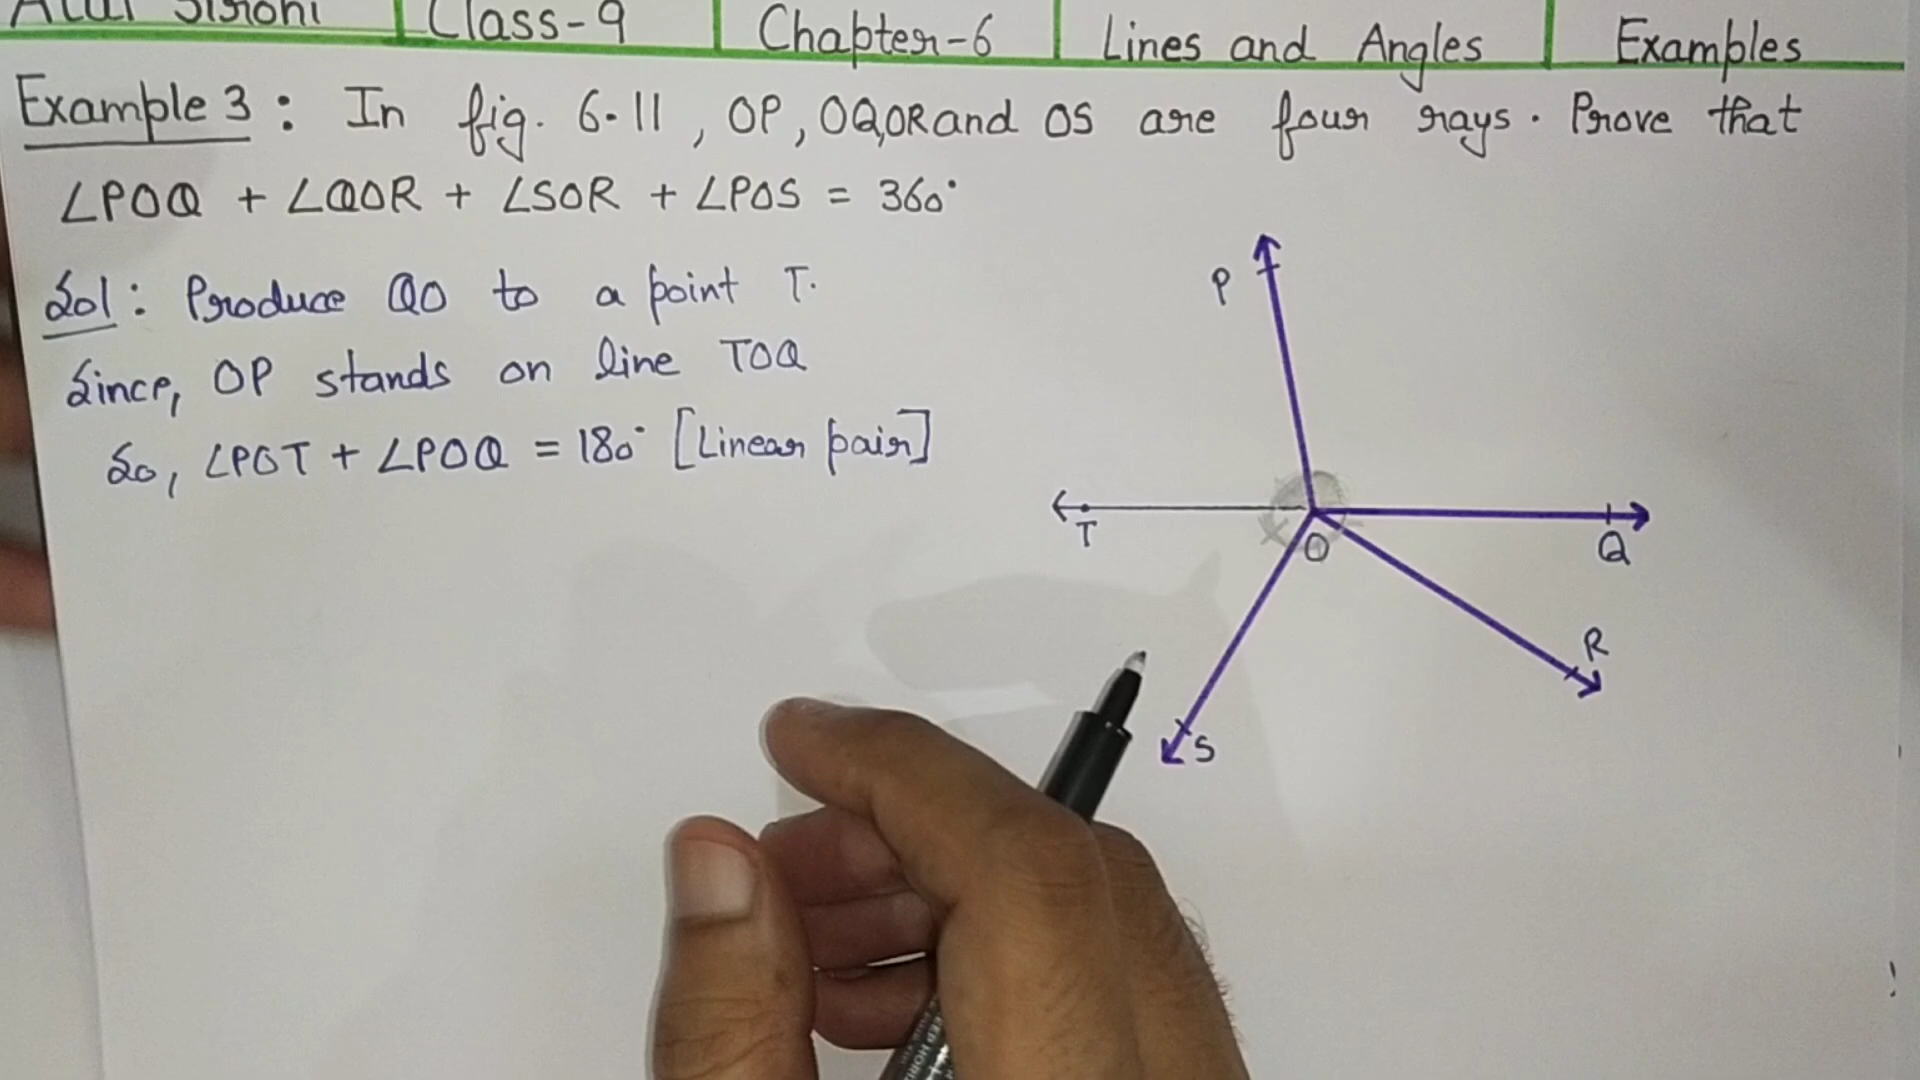 Atul Sisrohi Class-9 Chapter-6 Lines and Angles Examples
Example 3 : In fig. 6.11, OP, OQ, OR and OS are four rays. Prove that
∠POQ + ∠QOR + ∠SOR + ∠POS = 360°
Sol : Produce QO to a point T.
Since, OP stands on line TOQ
So, ∠POT + ∠POQ = 180° [Linear pair]
P
T
O
Q
R
S